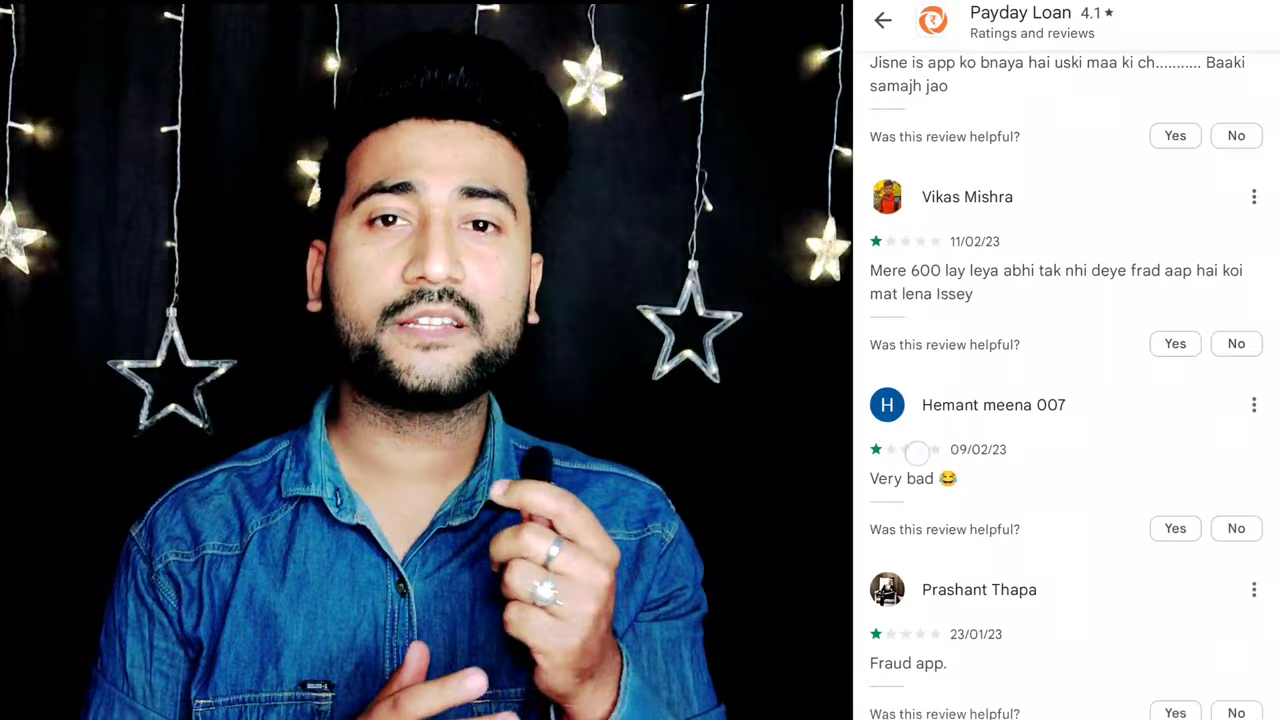 Payday Loan 4.1★
Ratings and reviews
Jisne is app ko bnaya hai uski maa ki ch........... Baaki
samajh jao
Was this review helpful? Yes No
Vikas Mishra
11/02/23
Mere 600 lay leya abhi tak nhi deye frad aap hai koi
mat lena Issey
Was this review helpful? Yes No
H Hemant meena 007
09/02/23
Very bad 😂
Was this review helpful? Yes No
Prashant Thapa
23/01/23
Fraud app.
Was this review helpful? Yes No